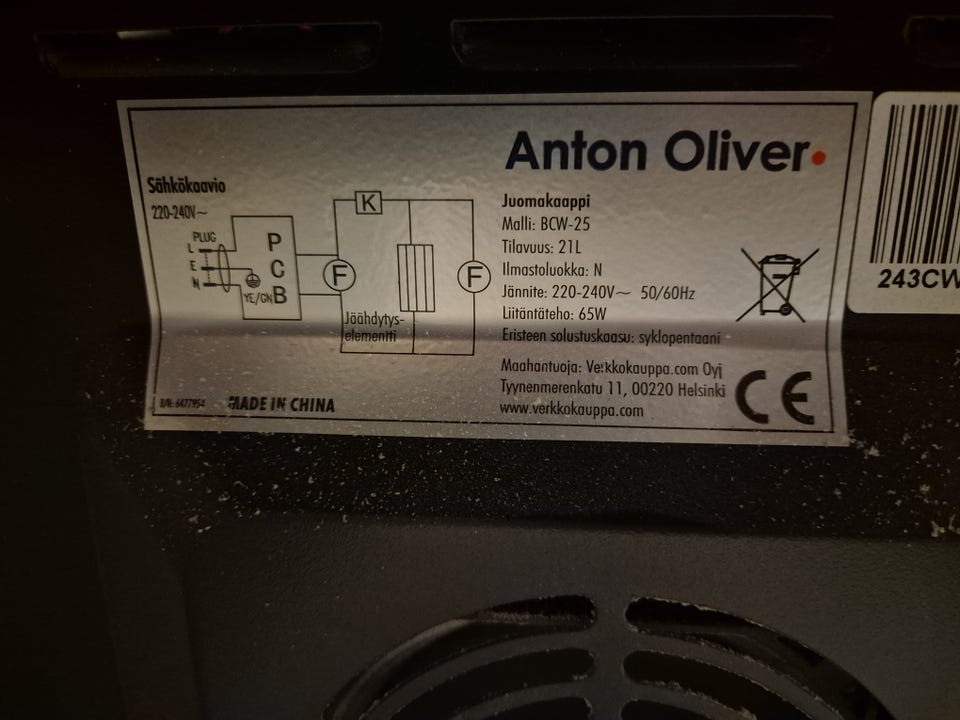 Anton Oliver
Sähkökaavio
220-240V~
PLUG
L
E
N
YE/GN
P
C
B
F
K
F
Jäähdytys-
elementti
P/N: 6477954
MADE IN CHINA
Juomakaappi
Malli: BCW-25
Tilavuus: 21L
Ilmastoluokka: N
Jännite: 220-240V~ 50/60Hz
Liitäntäteho: 65W
Eristeen solustuskaasu: syklopentaani
Maahantuoja: Verkkokauppa.com Oyj
Tyynenmerenkatu 11, 00220 Helsinki
www.verkkokauppa.com
CE
243CW